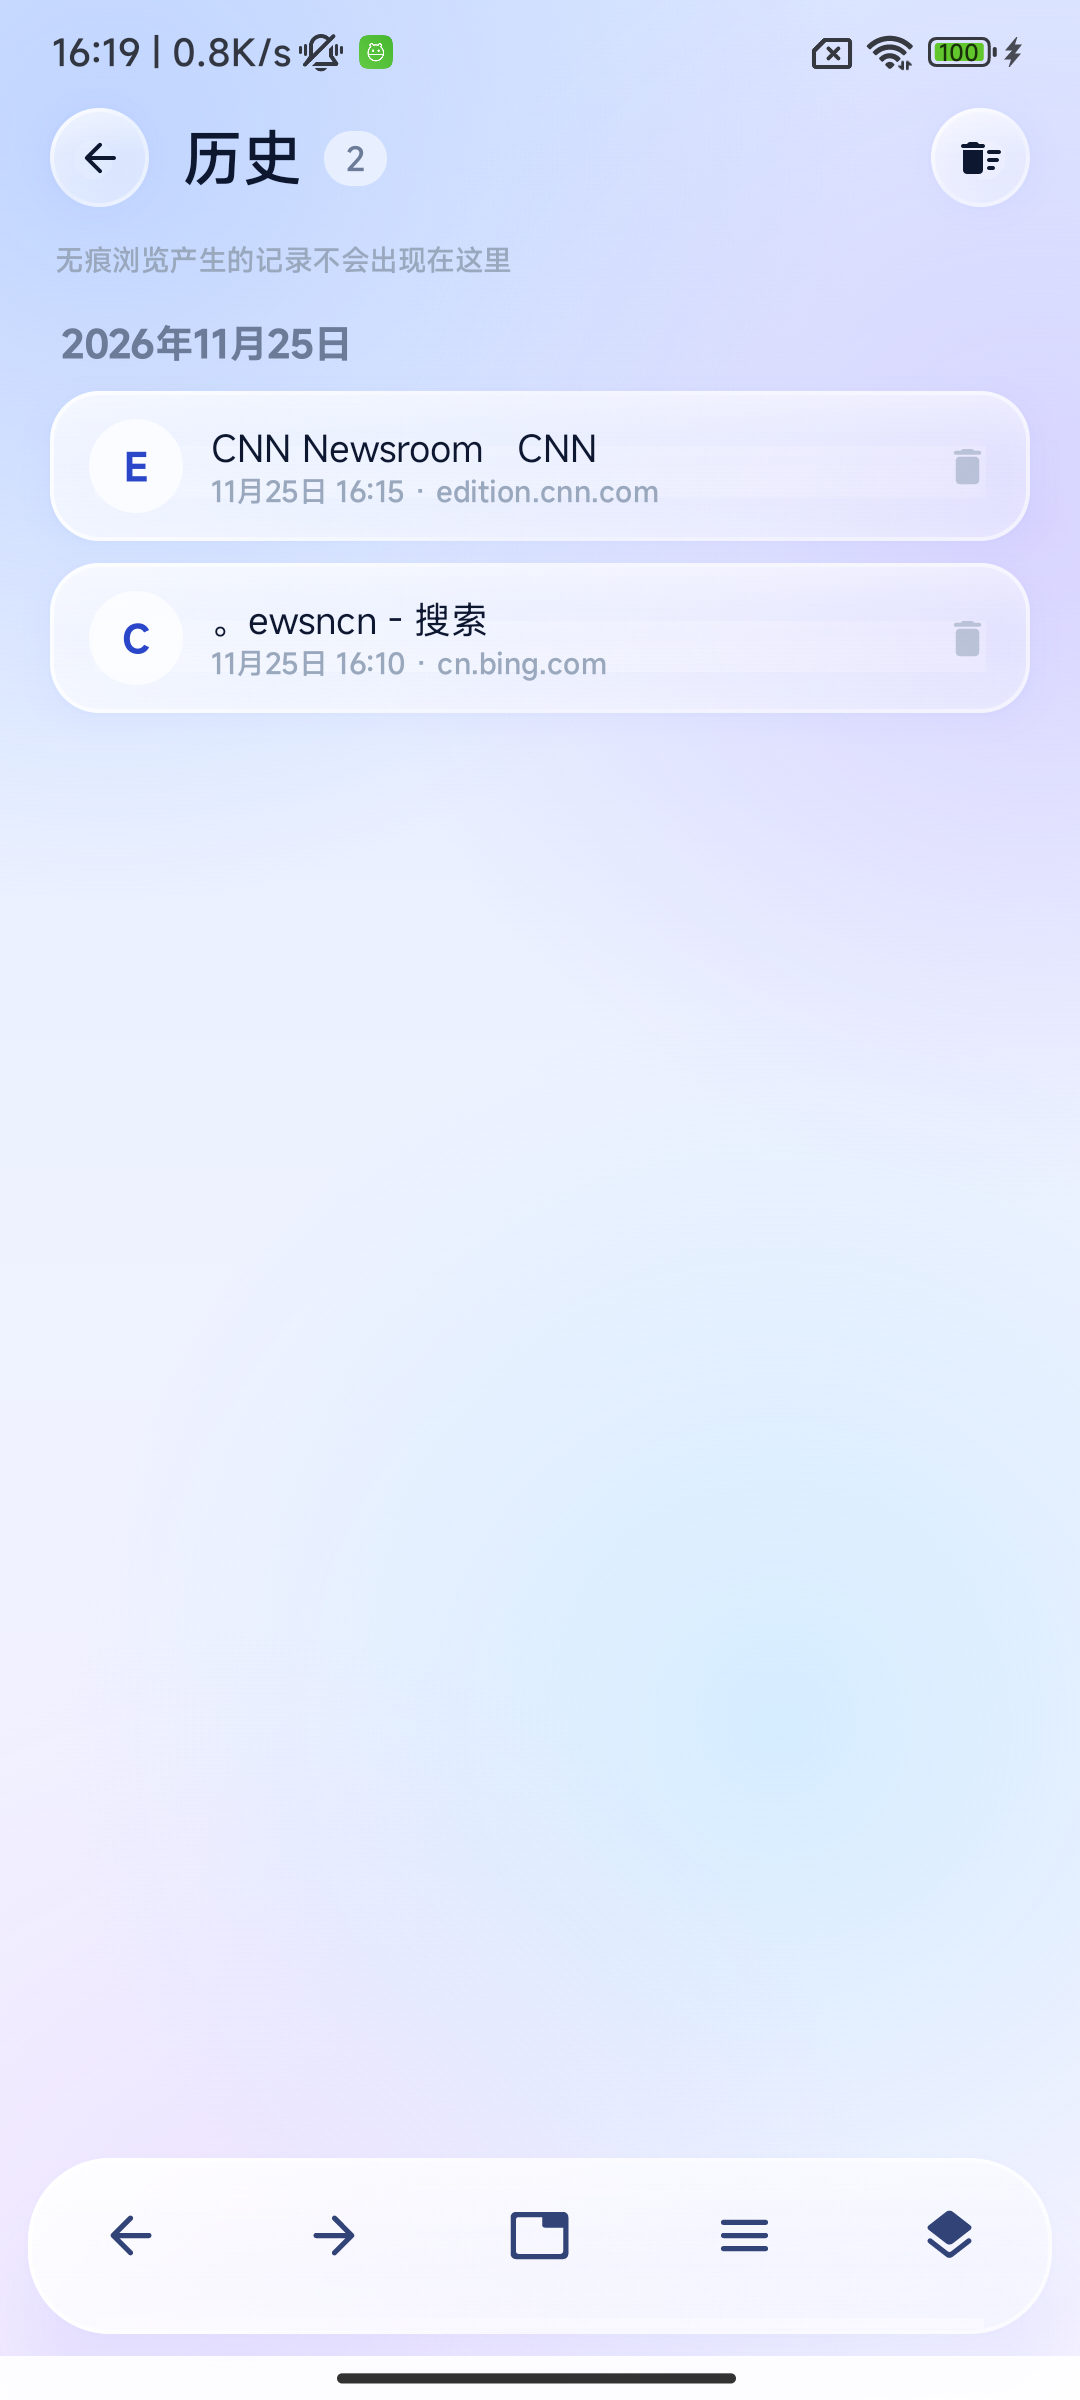 16:19 | 0.8K/s
100
历史 2
无痕浏览产生的记录不会出现在这里
2026年11月25日
E
CNN Newsroom CNN
11月25日 16:15 · edition.cnn.com
C
。ewsncn - 搜索
11月25日 16:10 · cn.bing.com